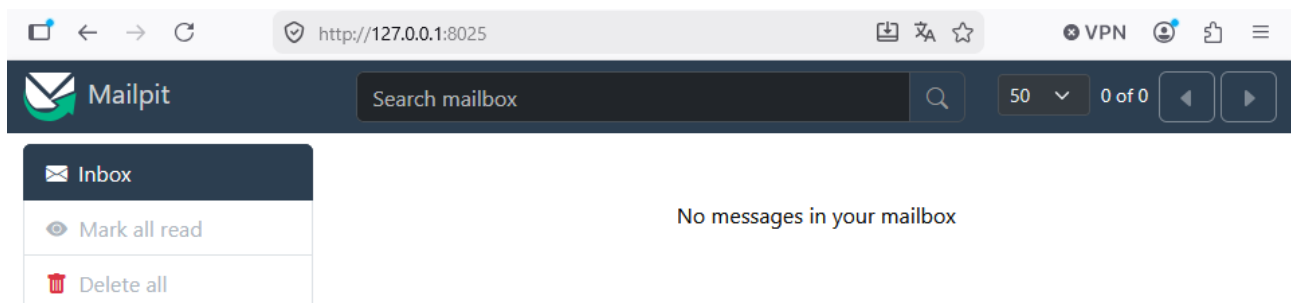 http://127.0.0.1:8025
VPN
Mailpit
Search mailbox
50
0 of 0
Inbox
Mark all read
Delete all
No messages in your mailbox